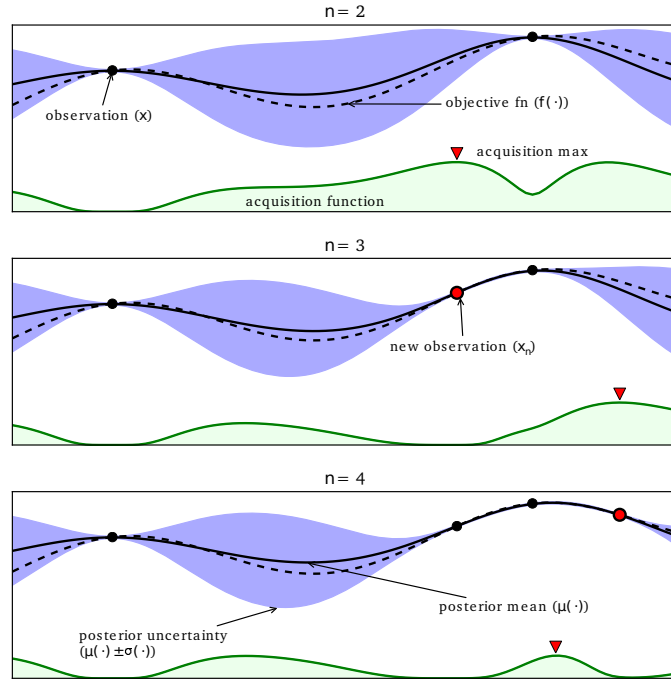 n = 2
observation (x)
objective fn (f(·))
acquisition max
acquisition function
n = 3
new observation (xₙ)
n = 4
posterior mean (μ(·))
posterior uncertainty
(μ(·) ±σ(·))